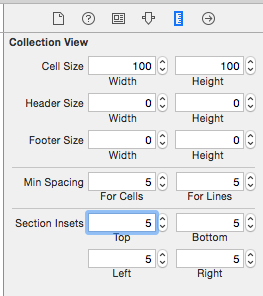 Collection View
Cell Size 100 100
Width Height
Header Size 0 0
Width Height
Footer Size 0 0
Width Height
Min Spacing 5 5
For Cells For Lines
Section Insets 5 5
Top Bottom
5 5
Left Right